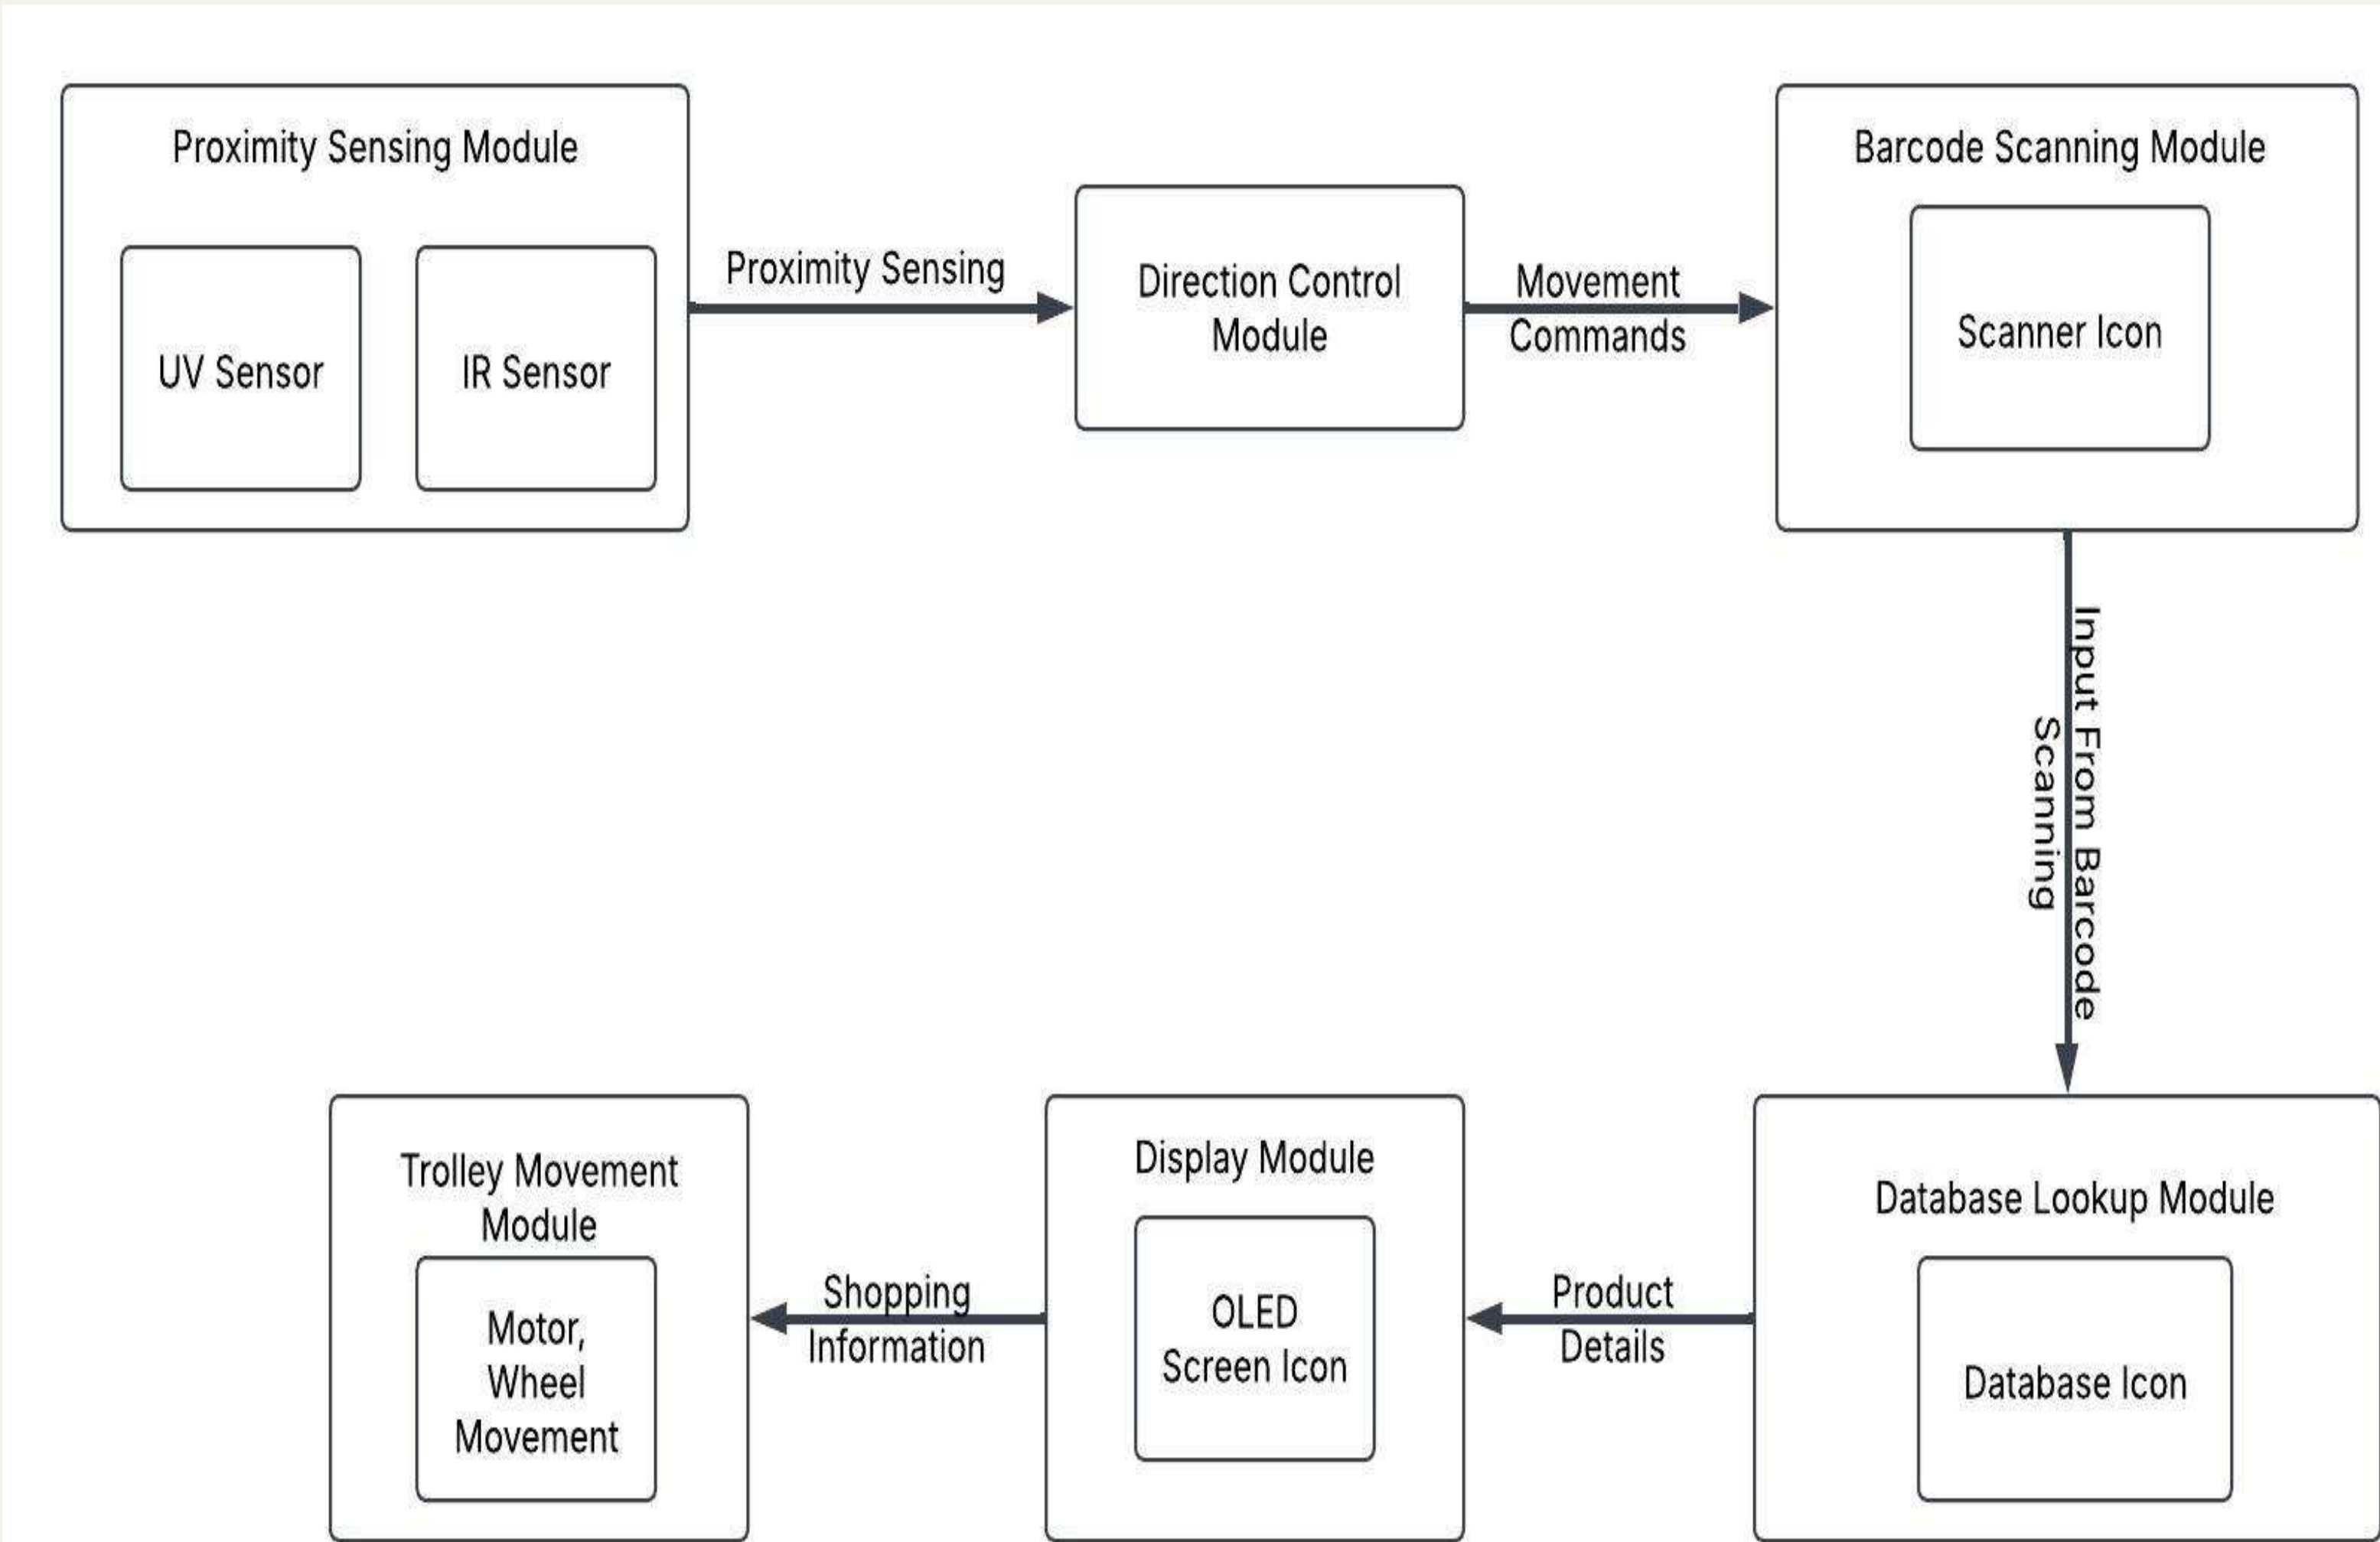 Proximity Sensing Module
UV Sensor
IR Sensor
Proximity Sensing
Direction Control
Module
Movement
Commands
Barcode Scanning Module
Scanner Icon
Input From Barcode
Scanning
Database Lookup Module
Database Icon
Product
Details
Display Module
OLED
Screen Icon
Shopping
Information
Trolley Movement
Module
Motor,
Wheel
Movement